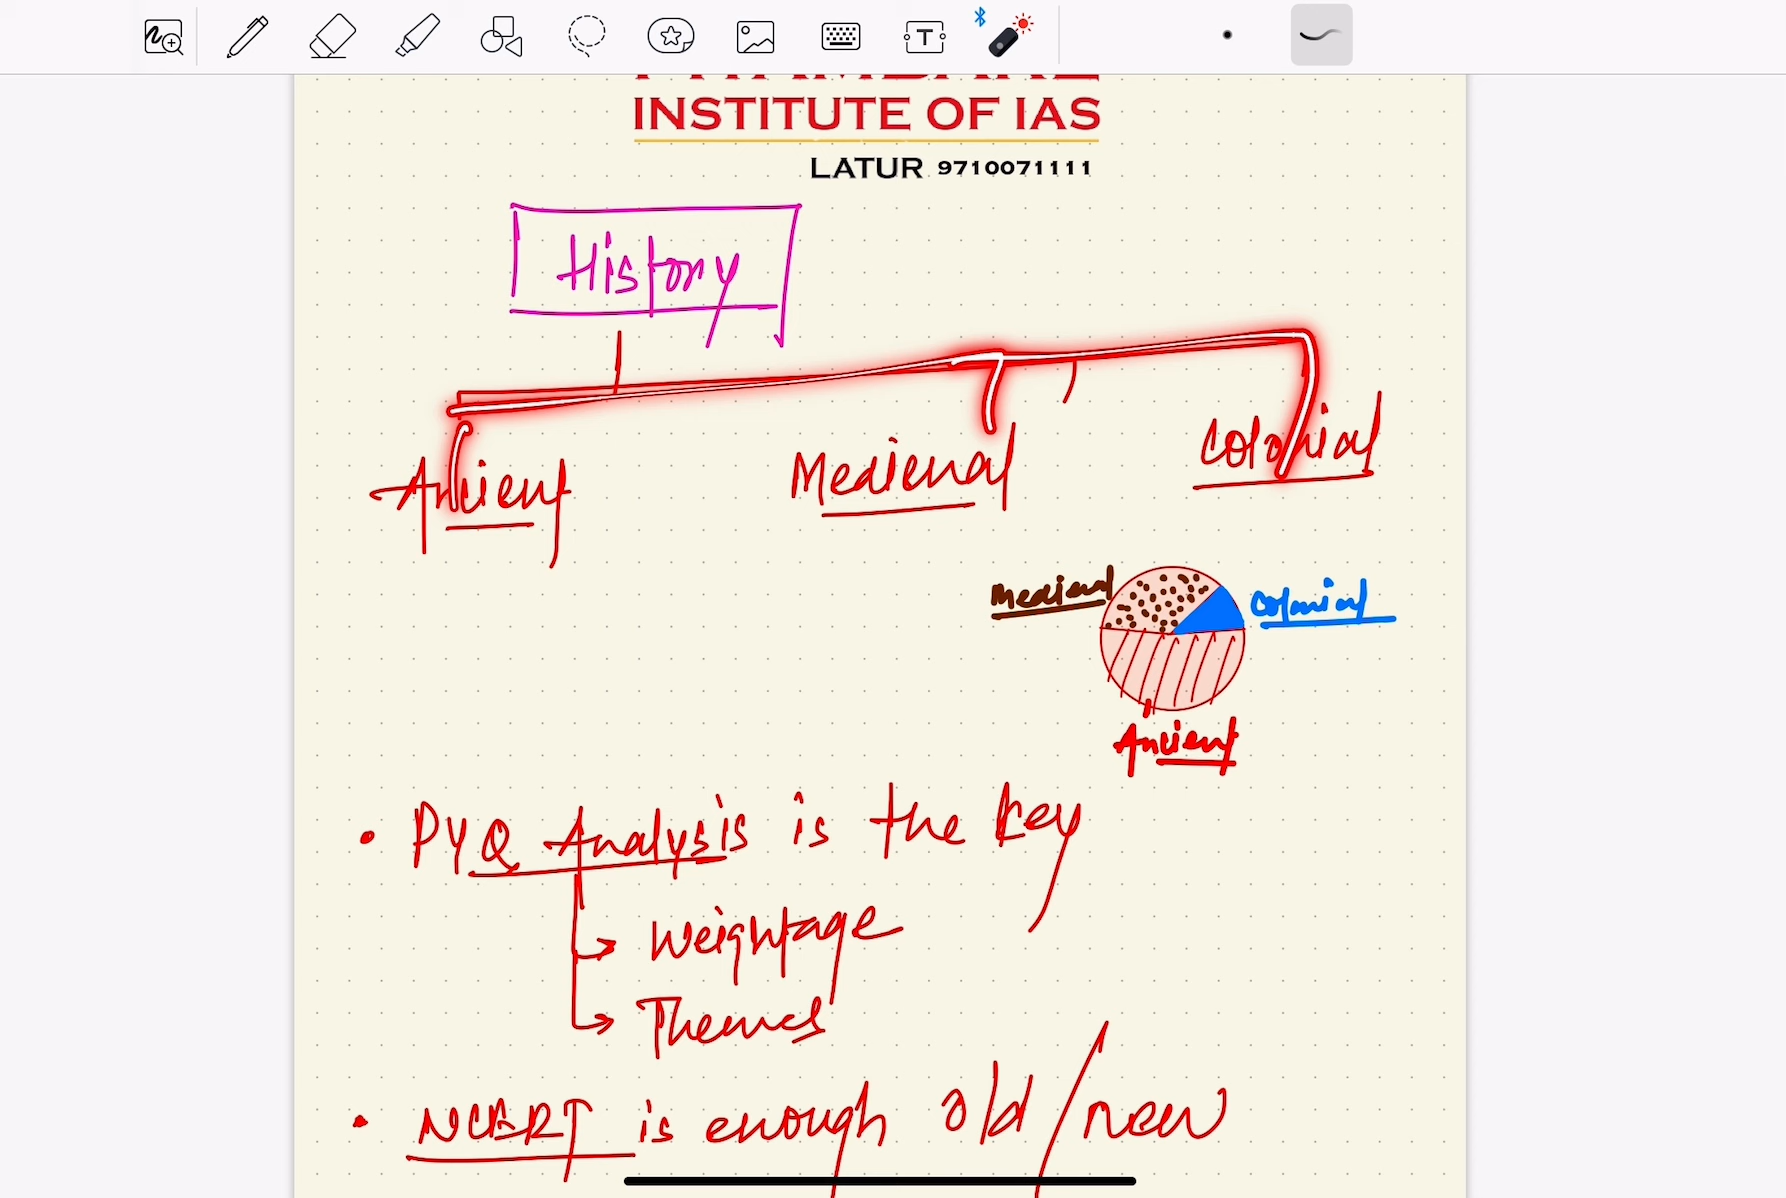 INSTITUTE OF IAS
LATUR 9710071111
History
Ancient Medieval Colonial
Medieval Colonial
Ancient
• PYQ Analysis is the key
→ Weightage
→ Themes
• NCERT is enough old/new